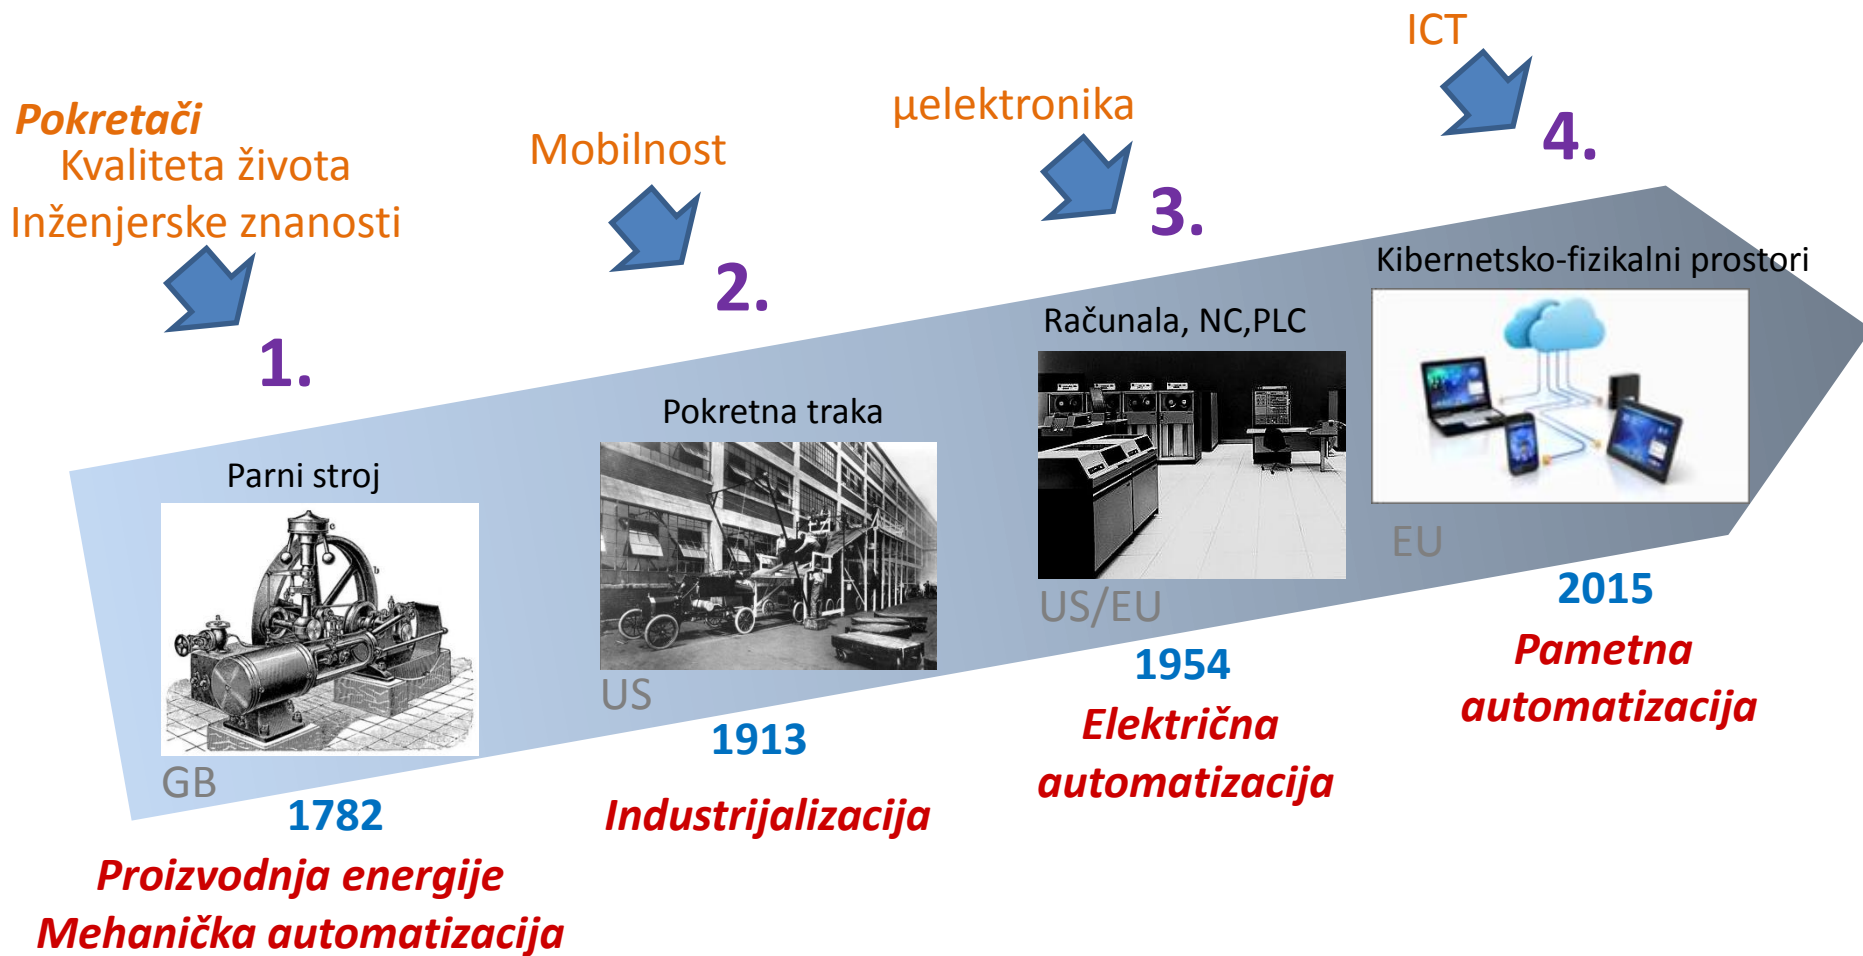 Pokretači
Kvaliteta života
Inženjerske znanosti
1.
Parni stroj
GB
1782
Proizvodnja energije
Mehanička automatizacija
Mobilnost
2.
Pokretna traka
US
1913
Industrijalizacija
µelektronika
3.
Računala, NC,PLC
US/EU
1954
Električna
automatizacija
ICT
4.
Kibernetsko-fizikalni prostori
EU
2015
Pametna
automatizacija